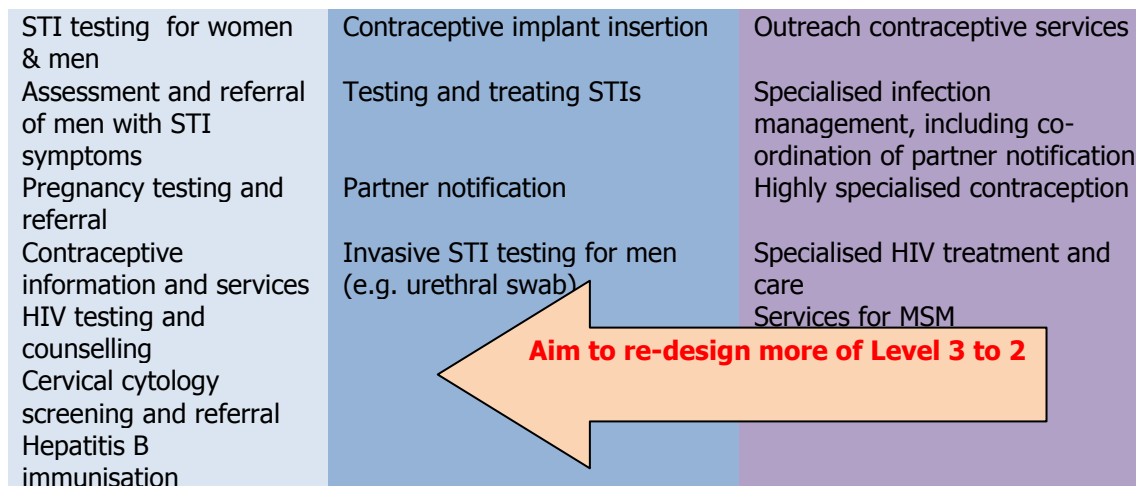 STI testing for women
& men
Assessment and referral
of men with STI
symptoms
Pregnancy testing and
referral
Contraceptive
information and services
HIV testing and
counselling
Cervical cytology
screening and referral
Hepatitis B
immunisation
Contraceptive implant insertion
Testing and treating STIs
Partner notification
Invasive STI testing for men
(e.g. urethral swab)
Outreach contraceptive services
Specialised infection
management, including co-
ordination of partner notification
Highly specialised contraception
Specialised HIV treatment and
care
Services for MSM
Aim to re-design more of Level 3 to 2